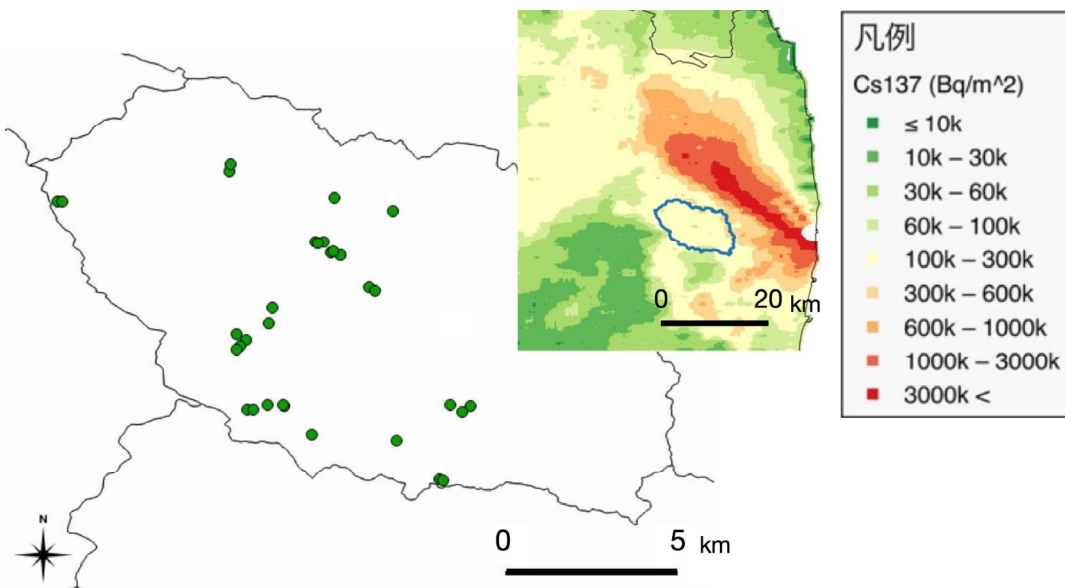 N
0 5 km
0 20 km
凡例
Cs137 (Bq/m^2)
≤ 10k
10k – 30k
30k – 60k
60k – 100k
100k – 300k
300k – 600k
600k – 1000k
1000k – 3000k
3000k <